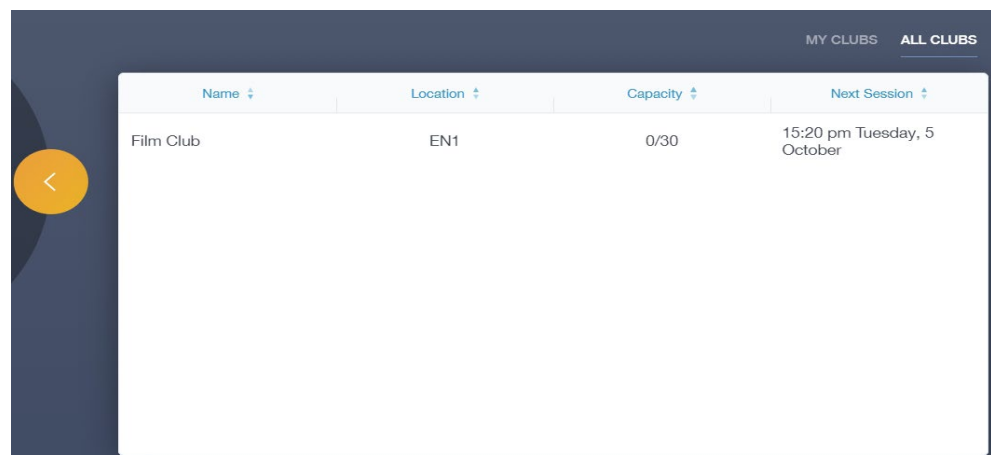 MY CLUBS ALL CLUBS
Name Location Capacity Next Session
Film Club EN1 0/30 15:20 pm Tuesday, 5
October